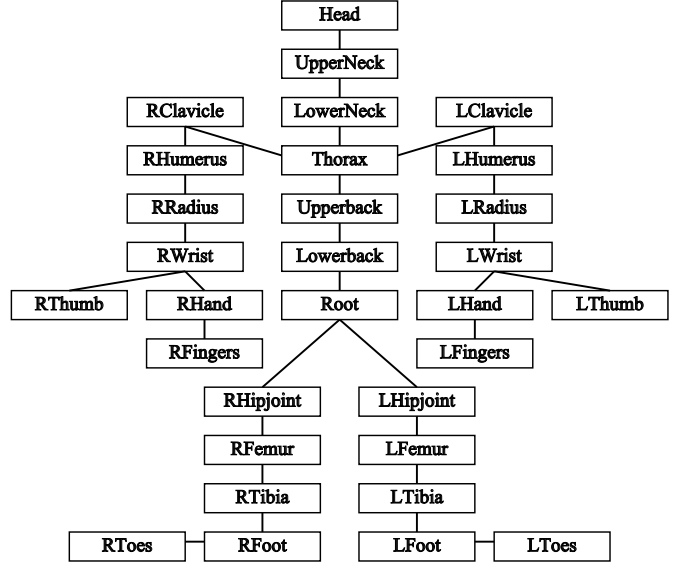 Head
UpperNeck
RClavicle LowerNeck LClavicle
RHumerus Thorax LHumerus
RRadius Upperback LRadius
RWrist Lowerback LWrist
RThumb RHand Root LHand LThumb
RFingers LFingers
RHipjoint LHipjoint
RFemur LFemur
RTibia LTibia
RToes RFoot LFoot LToes